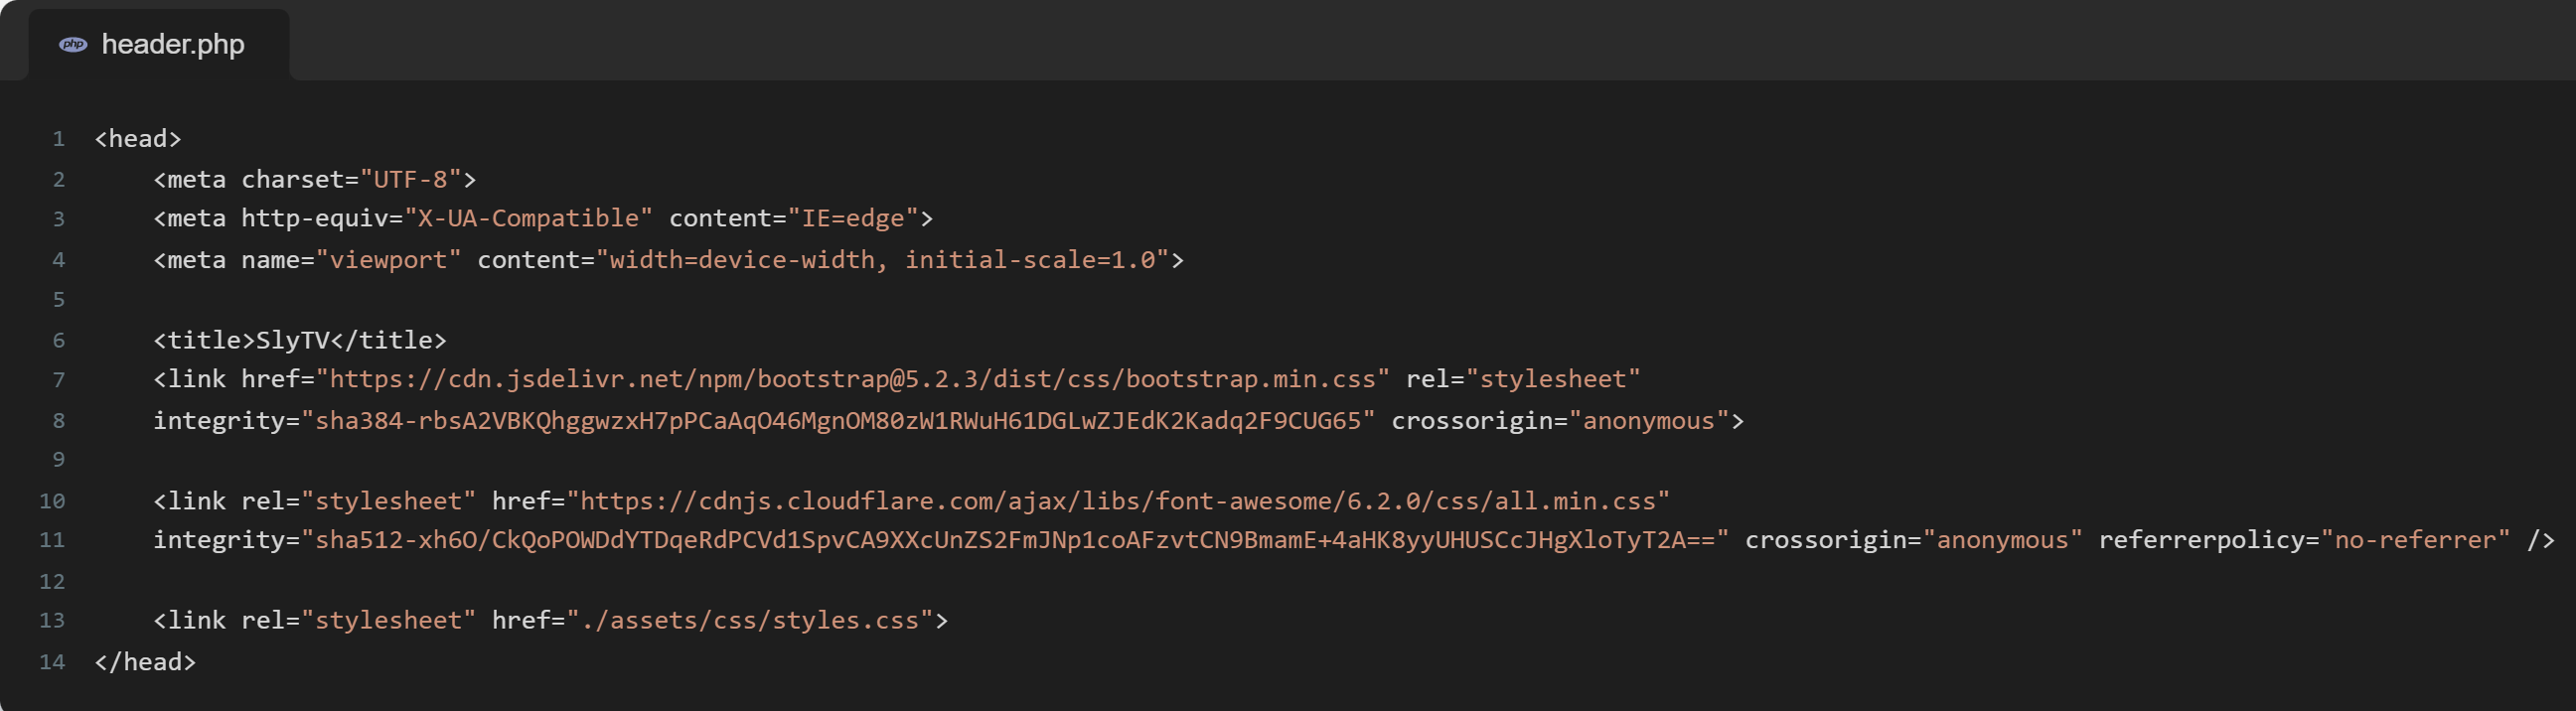 php header.php
1 <head>
2 <meta charset="UTF-8">
3 <meta http-equiv="X-UA-Compatible" content="IE=edge">
4 <meta name="viewport" content="width=device-width, initial-scale=1.0">
5
6 <title>SlyTV</title>
7 <link href="https://cdn.jsdelivr.net/npm/bootstrap@5.2.3/dist/css/bootstrap.min.css" rel="stylesheet"
8 integrity="sha384-rbsA2VBKQhggwzxH7pPCaAqO46MgnOM80zW1RWuH61DGLwZJEdK2Kadq2F9CUG65" crossorigin="anonymous">
9
10 <link rel="stylesheet" href="https://cdnjs.cloudflare.com/ajax/libs/font-awesome/6.2.0/css/all.min.css"
11 integrity="sha512-xh6O/CkQoPOWDdYTDqeRdPCVd1SpvCA9XXcUnZS2FmJNp1coAFzvtCN9BmamE+4aHK8yyUHUSCcJHgXloTyT2A==" crossorigin="anonymous" referrerpolicy="no-referrer" />
12
13 <link rel="stylesheet" href="./assets/css/styles.css">
14 </head>